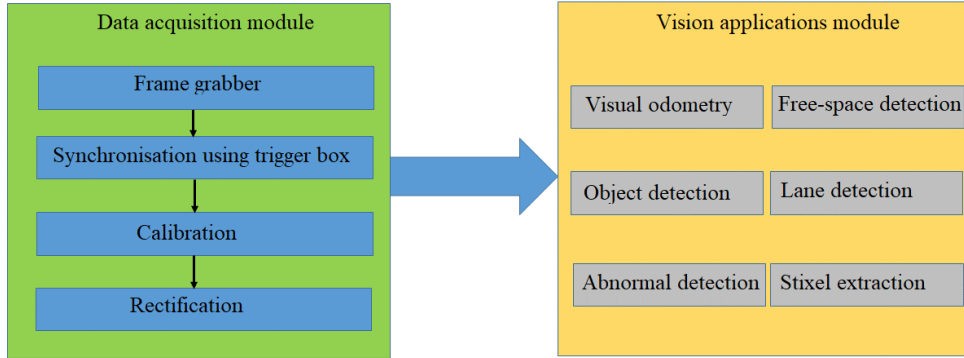 Data acquisition module
Frame grabber
Synchronisation using trigger box
Calibration
Rectification
Vision applications module
Visual odometry
Free-space detection
Object detection
Lane detection
Abnormal detection
Stixel extraction